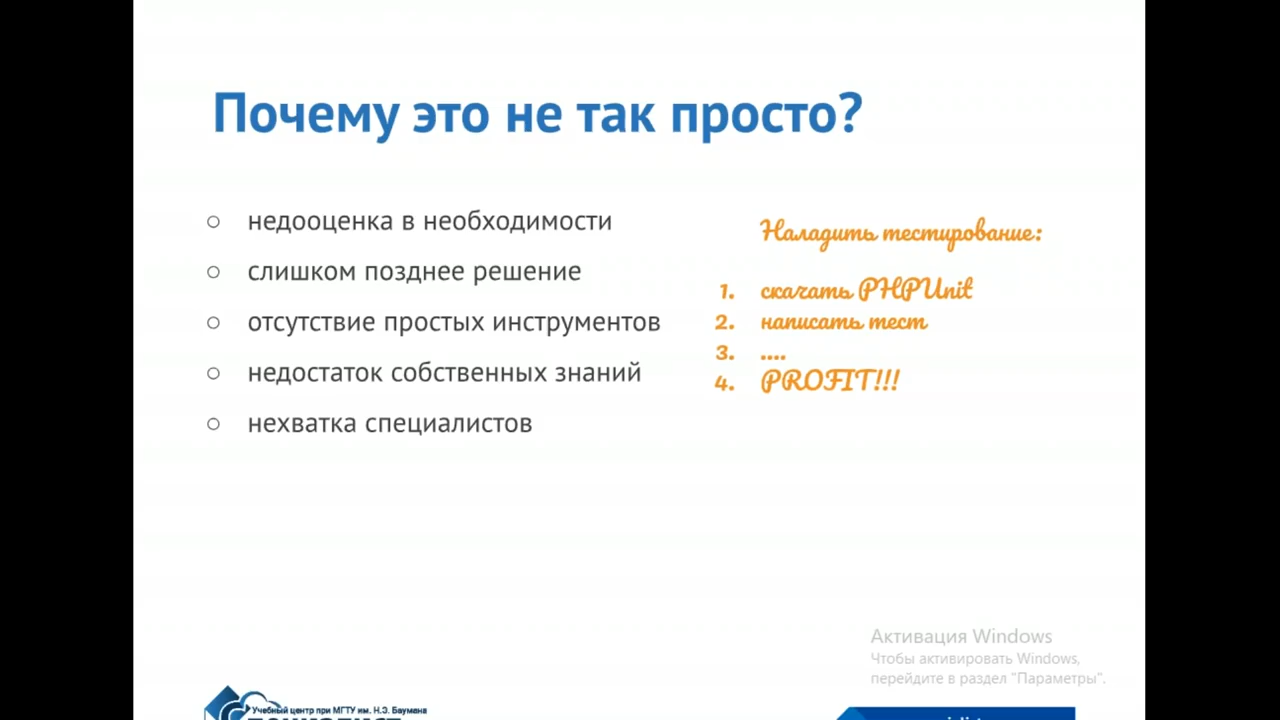 Почему это не так просто?
○ недооценка в необходимости
○ слишком позднее решение
○ отсутствие простых инструментов
○ недостаток собственных знаний
○ нехватка специалистов
Наладить тестирование:
1. скачать PHPUnit
2. написать тест
3. ....
4. PROFIT!!!
Активация Windows
Чтобы активировать Windows,
перейдите в раздел "Параметры".
Учебный центр при МГТУ им. Н.Э. Баумана